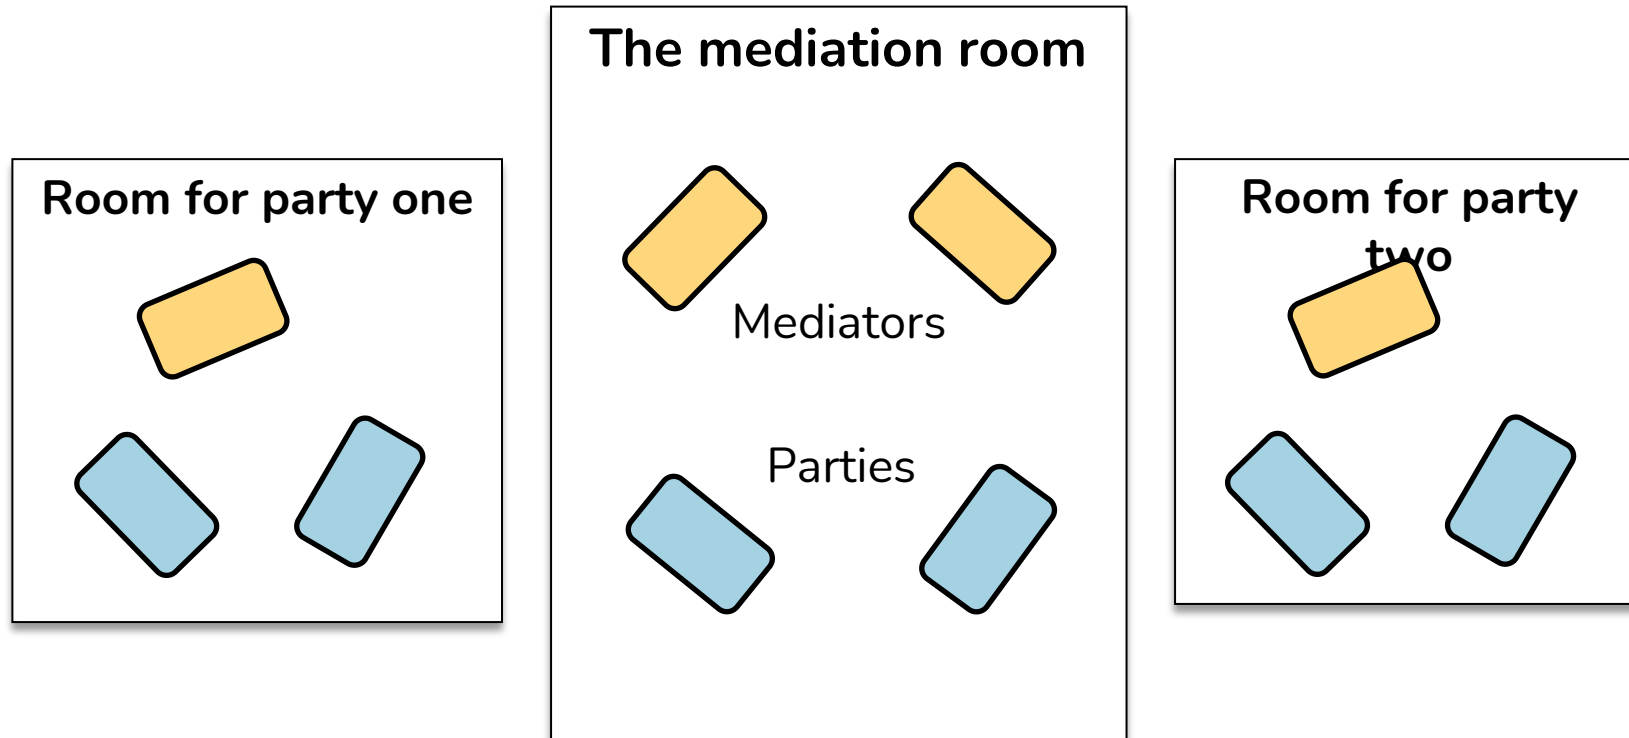 The mediation room
Room for party one
Room for party
two
Mediators
Parties